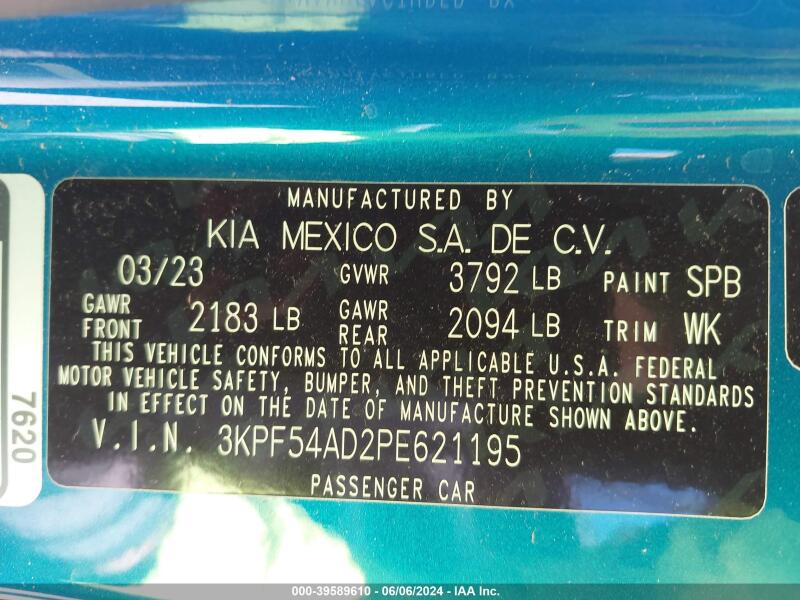 MANUFACTURED BY
KIA MEXICO S.A. DE C.V.
03/23 GVWR 3792 LB PAINT SPB
GAWR FRONT 2183 LB GAWR REAR 2094 LB TRIM WK
THIS VEHICLE CONFORMS TO ALL APPLICABLE U.S.A. FEDERAL
MOTOR VEHICLE SAFETY, BUMPER, AND THEFT PREVENTION STANDARDS
IN EFFECT ON THE DATE OF MANUFACTURE SHOWN ABOVE.
V.I.N. 3KPF54AD2PE621195
PASSENGER CAR
7620
000-39589610 - 06/06/2024 - IAA Inc.